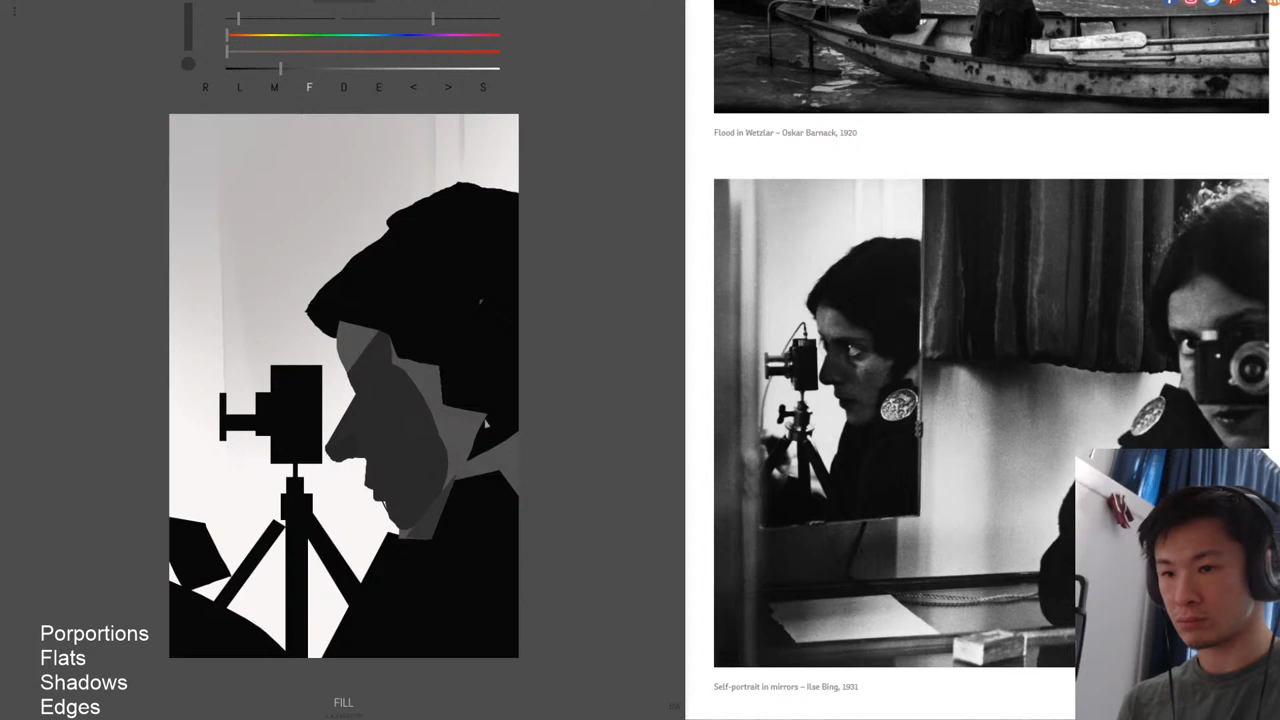 R L M F D E < > S
Flood in Wetzlar – Oskar Barnack, 1920
Porportions
Flats
Shadows
Edges
FILL
Self-portrait in mirrors – Ilse Bing, 1931